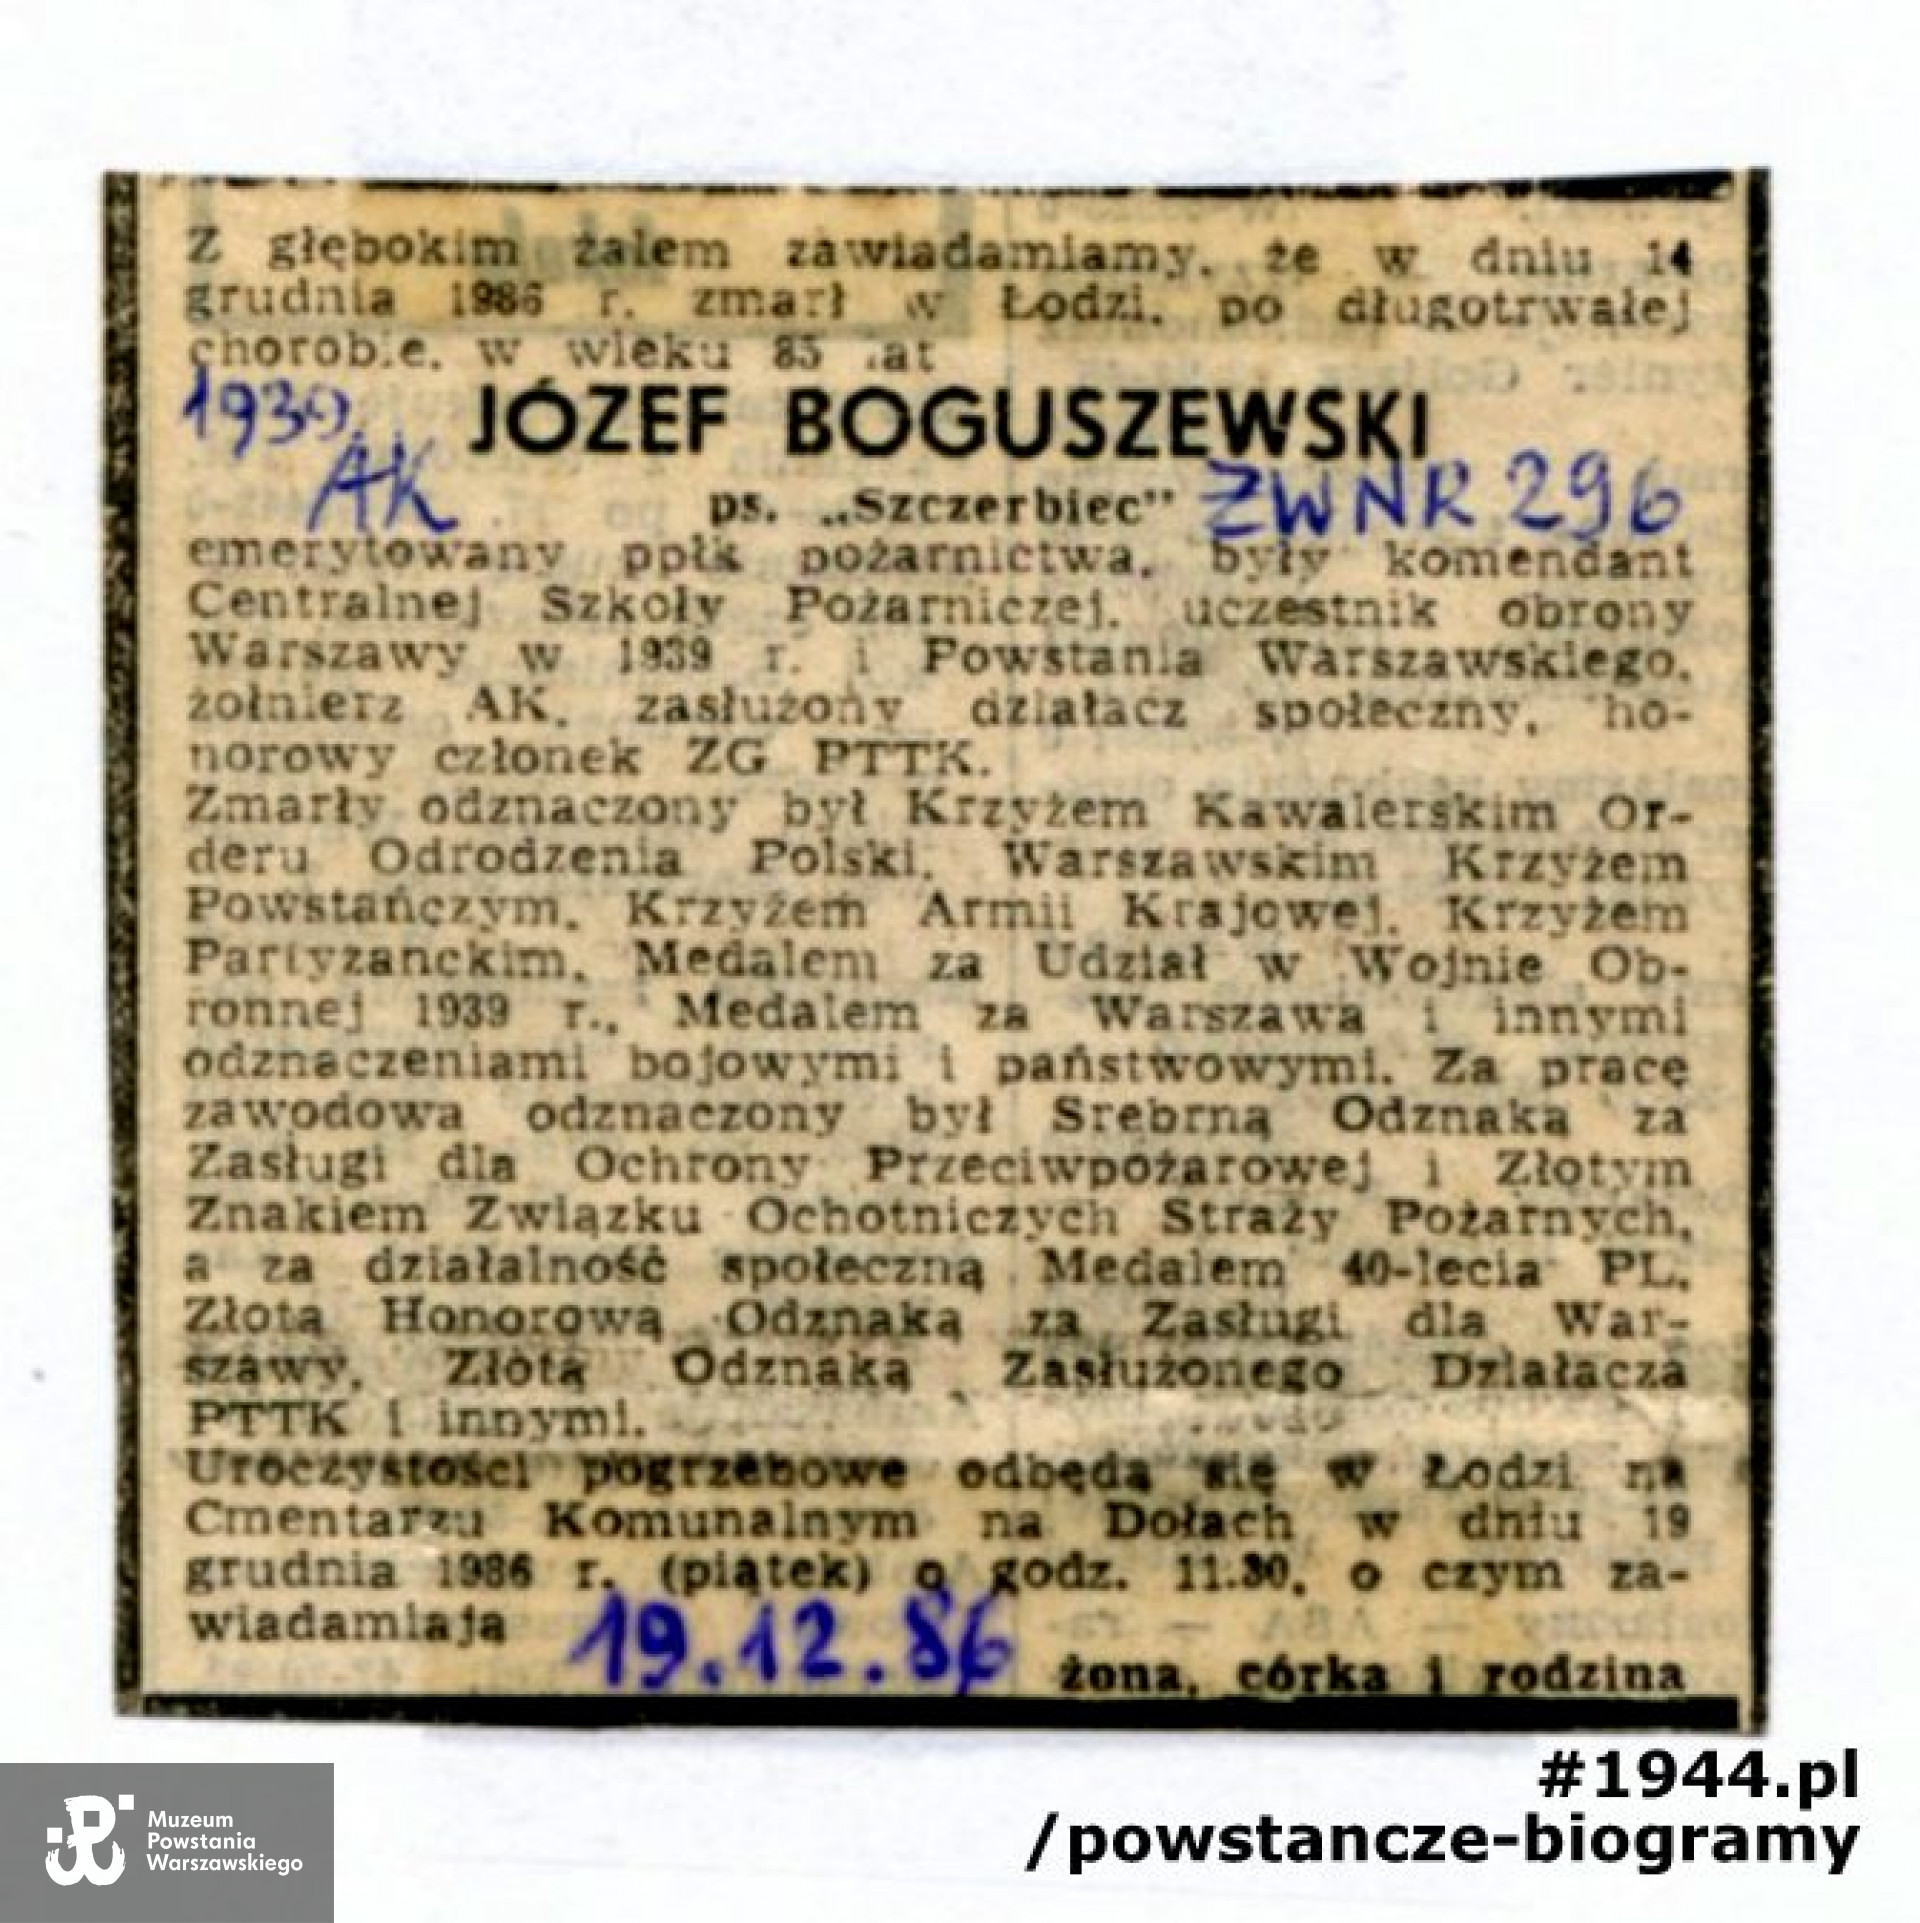 Z głębokim żalem zawiadamiamy, że w dniu 14
grudnia 1986 r. zmarł w Łodzi, po długotrwałej
chorobie, w wieku 85 lat
1939
JÓZEF BOGUSZEWSKI
AK
ps. „Szczerbiec"
ZW NR 296
emerytowany ppłk pożarnictwa, były komendant
Centralnej Szkoły Pożarniczej, uczestnik obrony
Warszawy w 1939 r. i Powstania Warszawskiego,
żołnierz AK, zasłużony działacz społeczny, ho-
norowy członek ZG PTTK.
Zmarły odznaczony był Krzyżem Kawalerskim Or-
deru Odrodzenia Polski, Warszawskim Krzyżem
Powstańczym, Krzyżem Armii Krajowej, Krzyżem
Partyzanckim, Medalem za Udział w Wojnie Ob-
ronnej 1939 r., Medalem za Warszawa i innymi
odznaczeniami bojowymi i państwowymi. Za pracę
zawodowa odznaczony był Srebrną Odznaką za
Zasługi dla Ochrony Przeciwpożarowej i Złotym
Znakiem Związku Ochotniczych Straży Pożarnych,
a za działalność społeczną Medalem 40-lecia PL,
Złotą Honorową Odznaką za Zasługi dla War-
szawy, Złotą Odznaką Zasłużonego Działacza
PTTK i innymi.
Uroczystości pogrzebowe odbędą się w Łodzi na
Cmentarzu Komunalnym na Dołach w dniu 19
grudnia 1986 r. (piątek) o godz. 11.30, o czym za-
wiadamiają
19.12.86
żona, córka i rodzina
#1944.pl
/powstancze-biogramy
Muzeum
Powstania
Warszawskiego